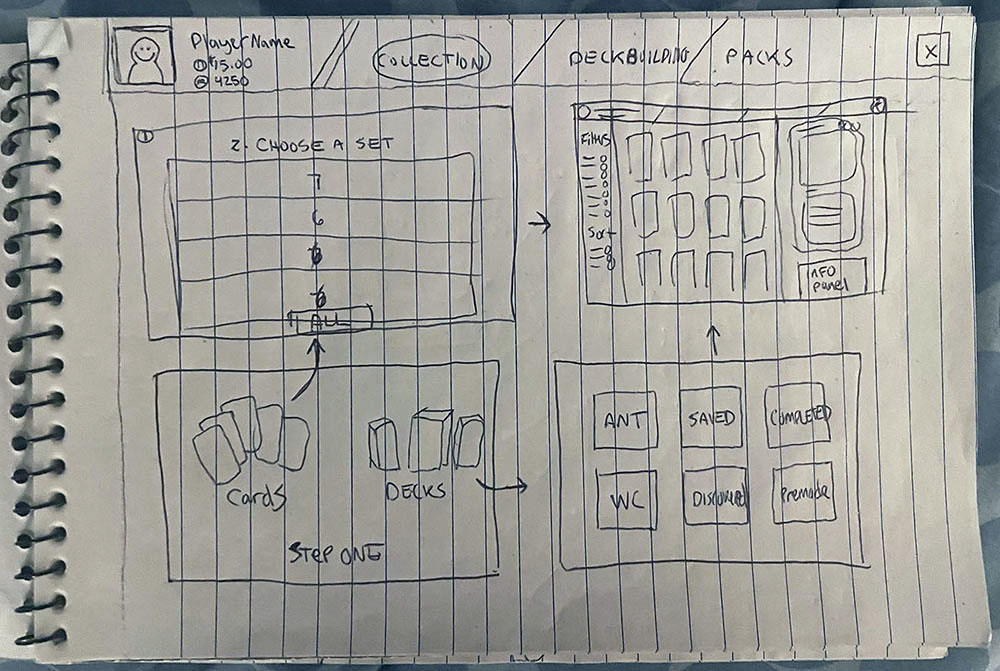 PlayerName
$15.00
4250
COLLECTION
DECKBUILDING
PACKS
X
2. CHOOSE A SET
7
6
ALL
Filters
Sort
INFO
panel
Cards
DECKS
Step ONE
ANT
SAVED
Completed
WC
Discovered
Premade